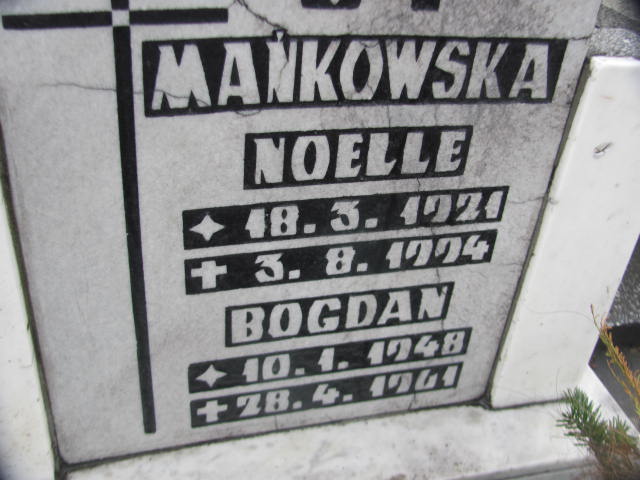 MAŃKOWSKA
NOELLE
18. 3. 1921
3. 8. 1994
BOGDAN
10. 1. 1948
28. 4. 1961